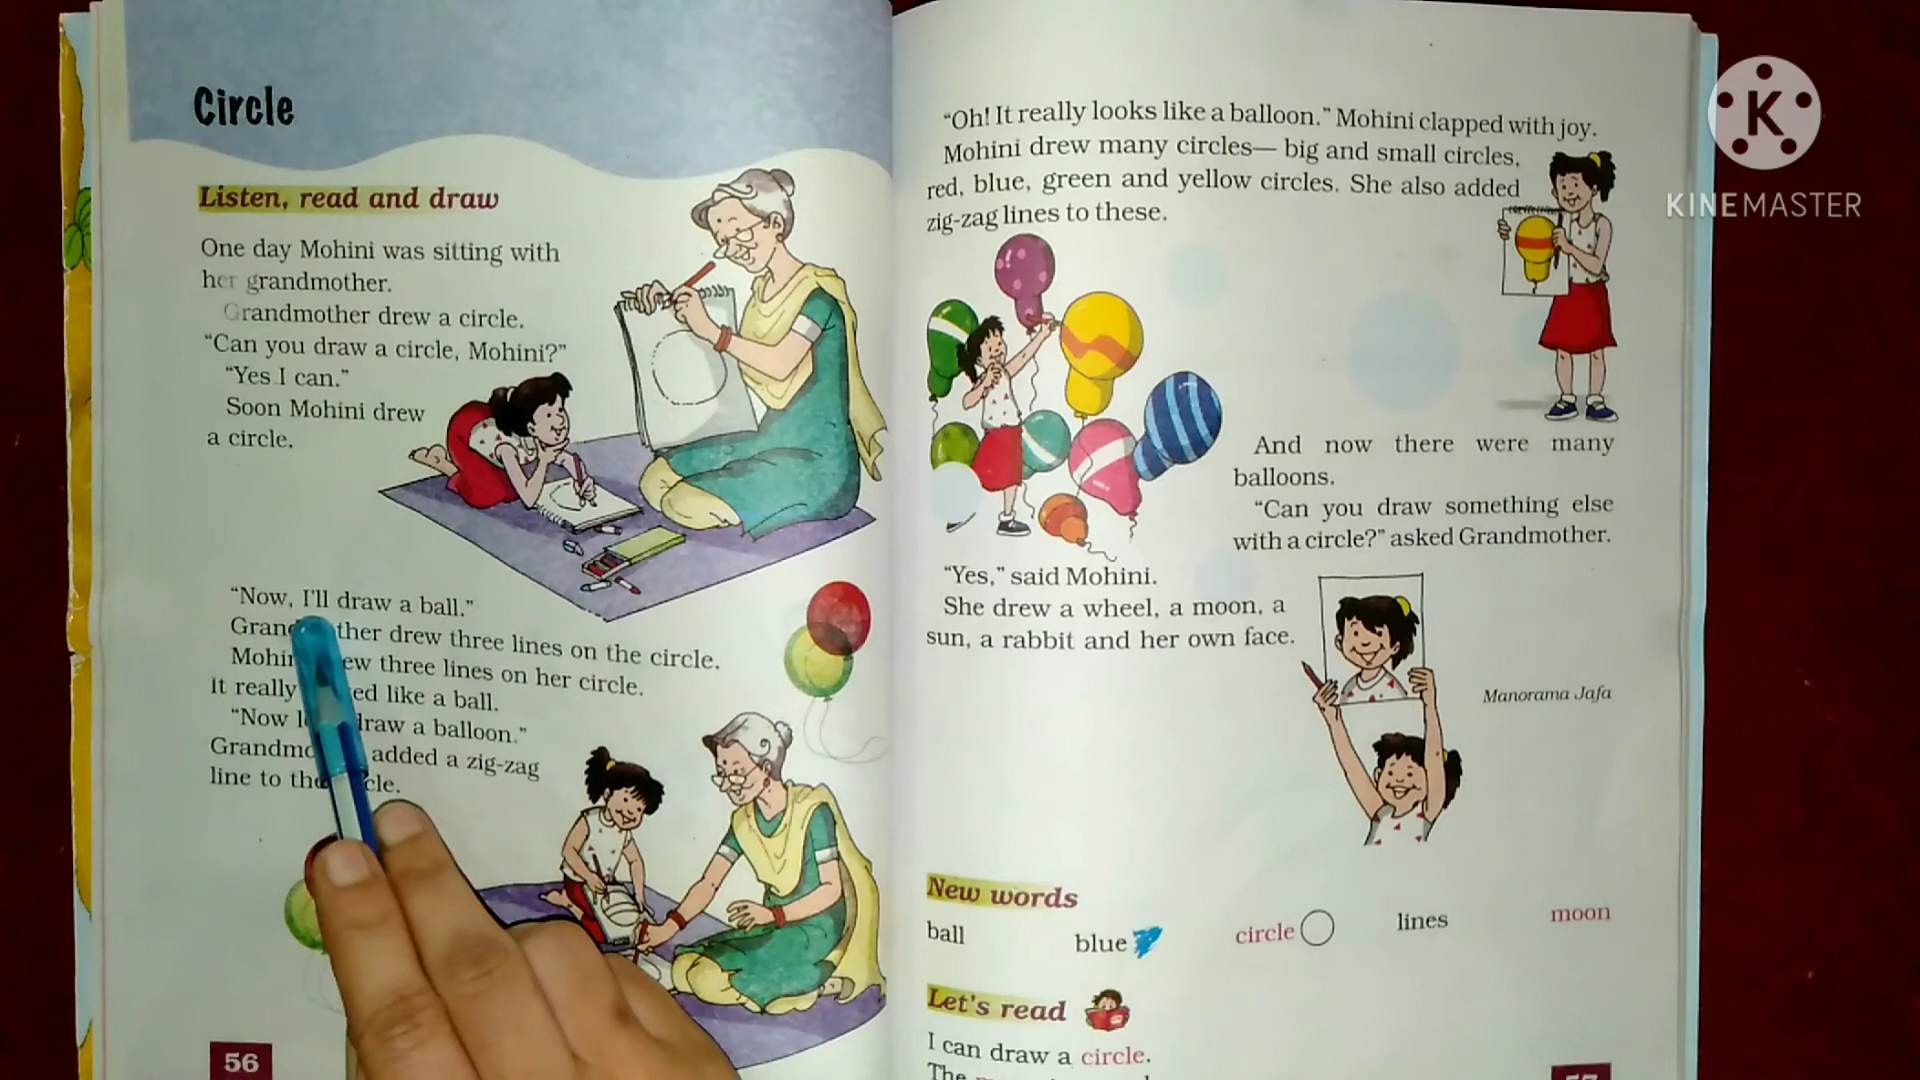 Circle
Listen, read and draw
One day Mohini was sitting with
her grandmother.
Grandmother drew a circle.
"Can you draw a circle, Mohini?"
"Yes I can."
Soon Mohini drew
a circle.
"Now, I'll draw a ball."
drew three lines on the circle.
three lines on her circle.
It really like a ball.
"Now draw a balloon."
added a zig-zag
line to
56
"Oh! It really looks like a balloon." Mohini clapped with joy.
Mohini drew many circles— big and small circles,
red, blue, green and yellow circles. She also added
zig-zag lines to these.
And now there were many
balloons.
"Can you draw something else
with a circle?" asked Grandmother.
"Yes," said Mohini.
She drew a wheel, a moon, a
sun, a rabbit and her own face.
Manorama Jafa
New words
ball blue circle lines moon
Let's read
I can draw a circle.
The
K
KINEMASTER